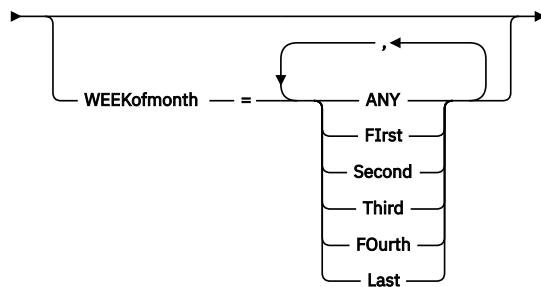 ,
WEEKofmonth = ANY
FIrst
Second
Third
FOurth
Last